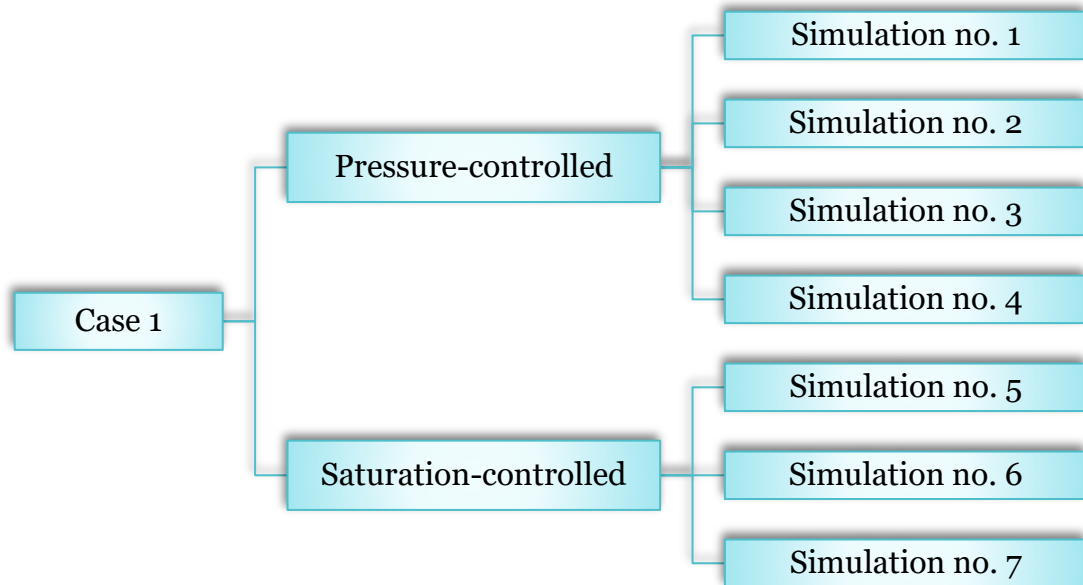 Case 1
Pressure-controlled
Simulation no. 1
Simulation no. 2
Simulation no. 3
Simulation no. 4
Saturation-controlled
Simulation no. 5
Simulation no. 6
Simulation no. 7